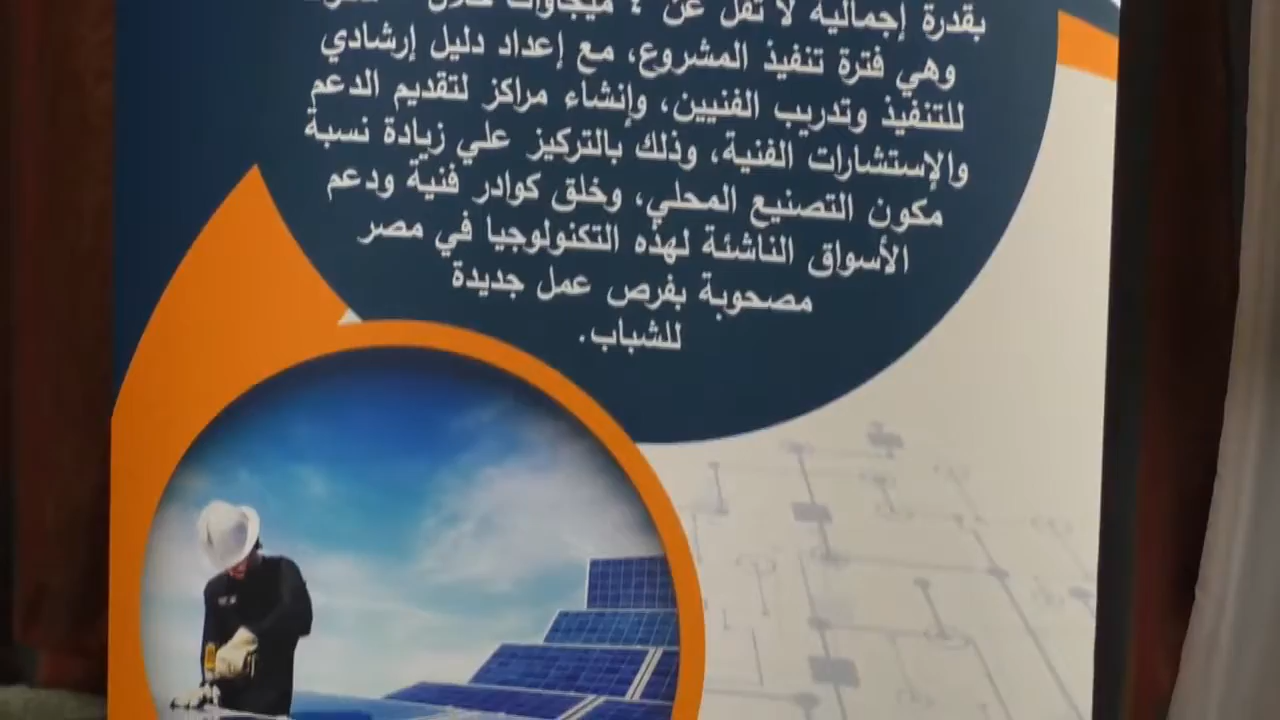 بقدرة إجمالية لا تقل عن ٤ ميجاوات خلال
وهي فترة تنفيذ المشروع، مع إعداد دليل إرشادي
للتنفيذ وتدريب الفنيين، وإنشاء مراكز لتقديم الدعم
والإستشارات الفنية، وذلك بالتركيز علي زيادة نسبة
مكون التصنيع المحلي، وخلق كوادر فنية ودعم
الأسواق الناشئة لهذه التكنولوجيا في مصر
مصحوبة بفرص عمل جديدة
للشباب.